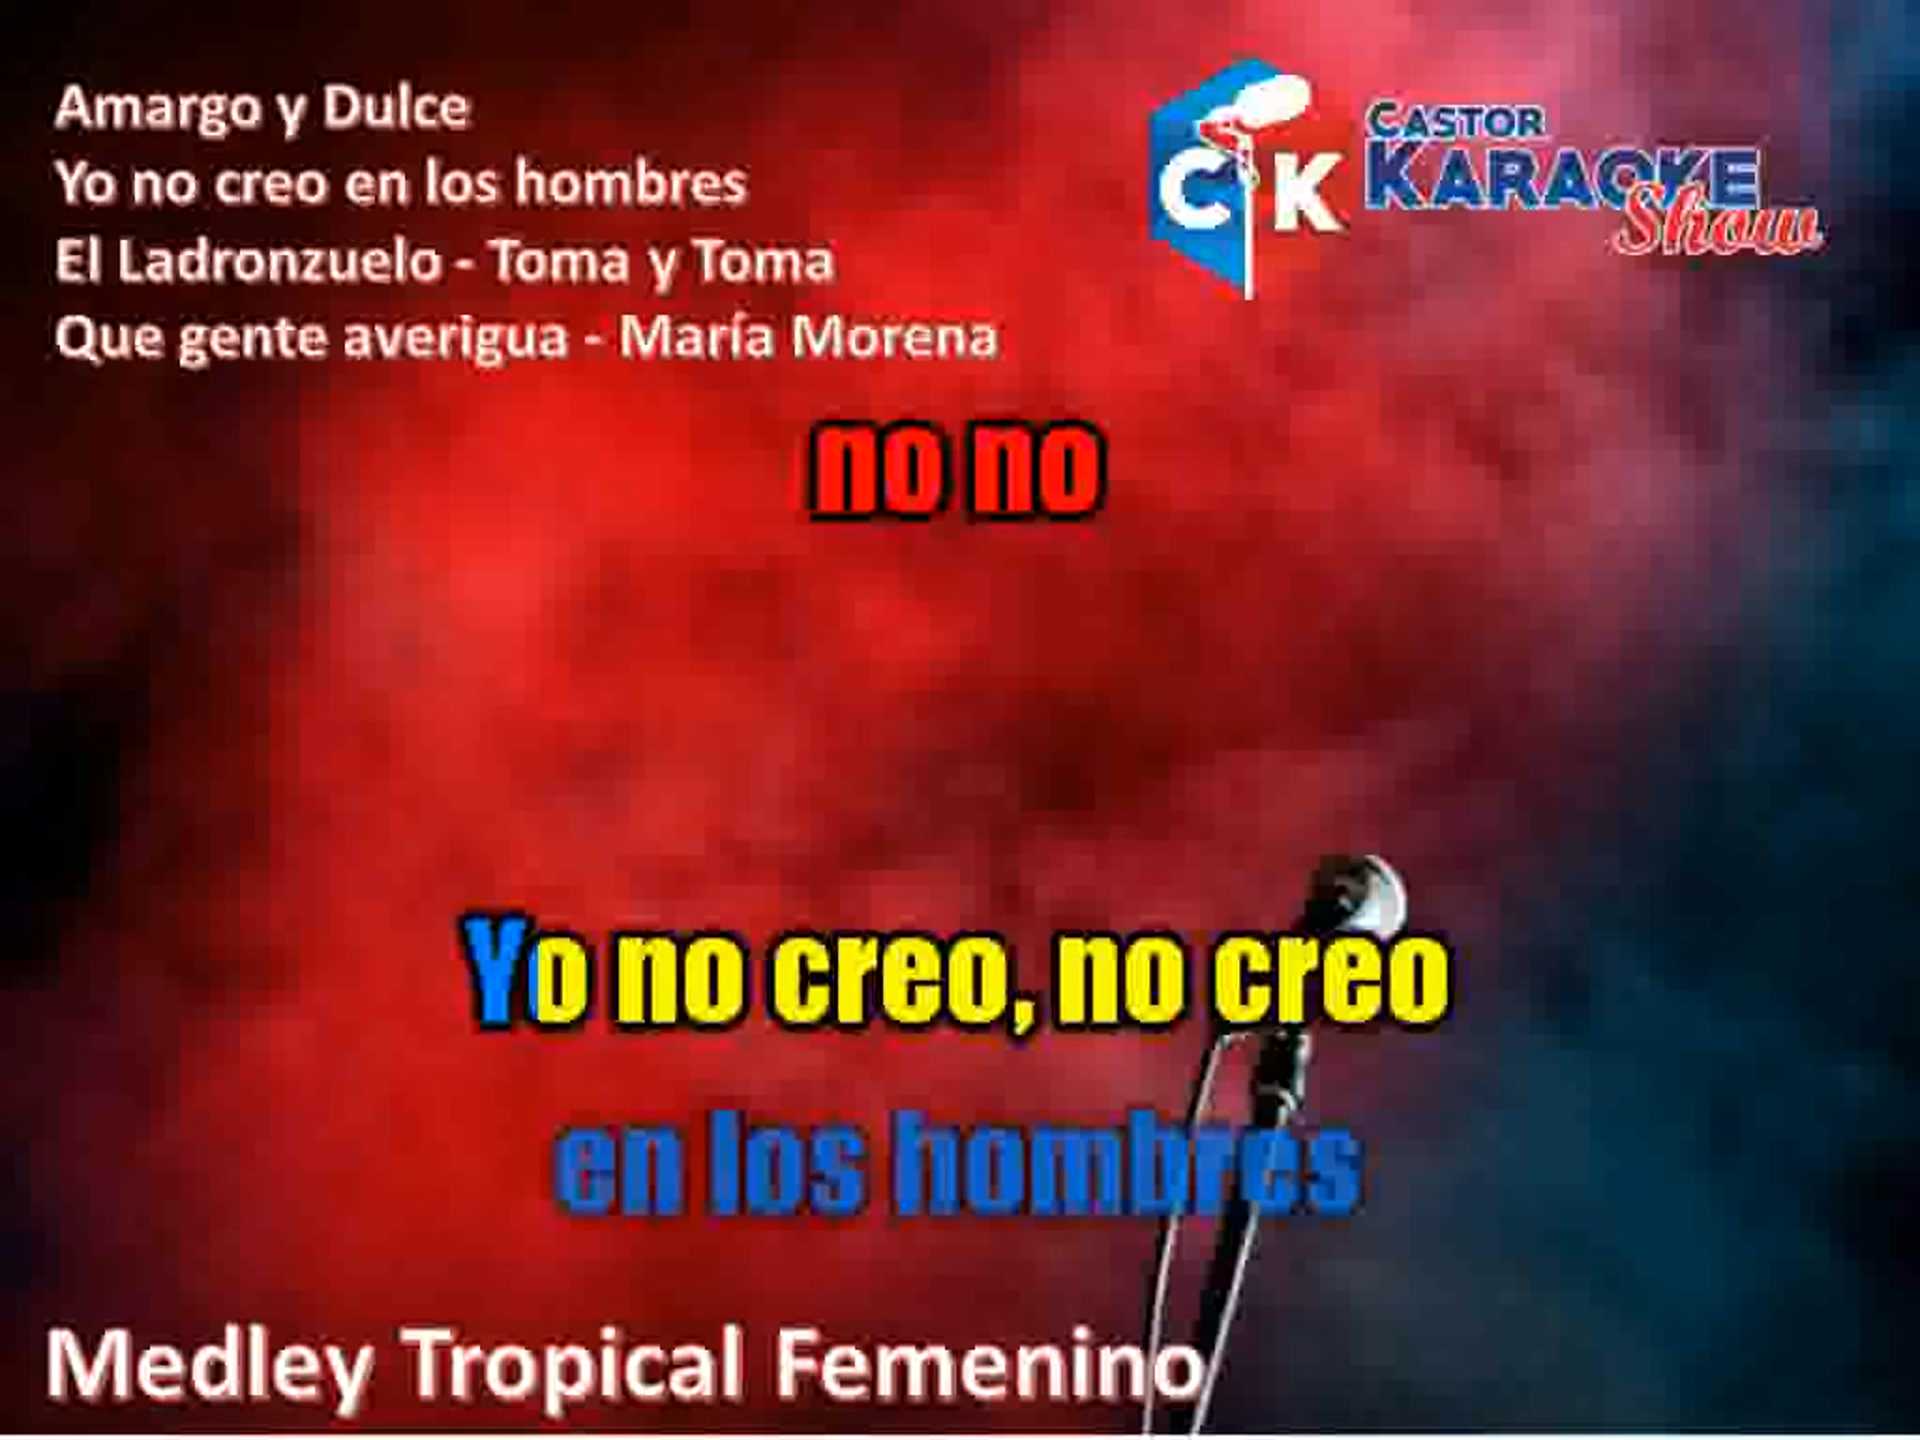 Amargo y Dulce
Yo no creo en los hombres
El Ladronzuelo - Toma y Toma
Que gente averigua - María Morena
CK
CASTOR
KARAOKE
Show
no no
Yo no creo, no creo
en los hombres
Medley Tropical Femenino